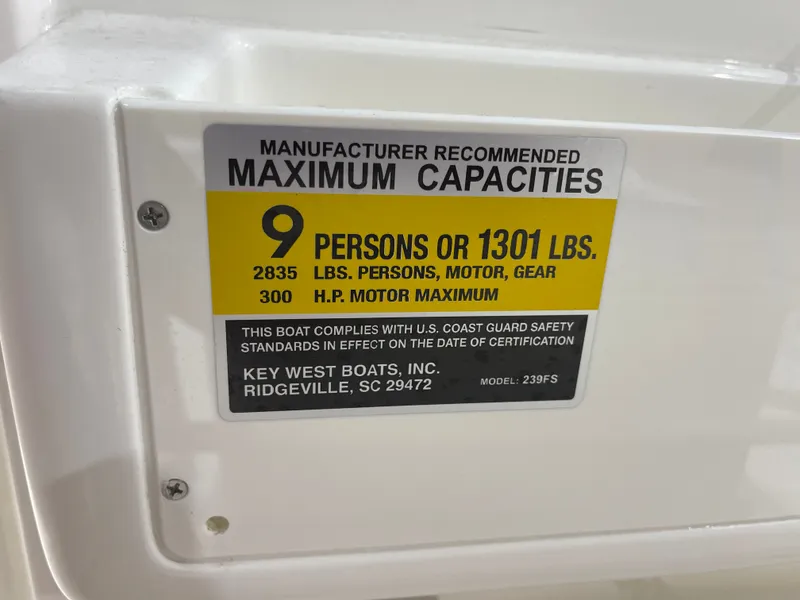 MANUFACTURER RECOMMENDED
MAXIMUM CAPACITIES
9 PERSONS OR 1301 LBS.
2835 LBS. PERSONS, MOTOR, GEAR
300 H.P. MOTOR MAXIMUM
THIS BOAT COMPLIES WITH U.S. COAST GUARD SAFETY
STANDARDS IN EFFECT ON THE DATE OF CERTIFICATION
KEY WEST BOATS, INC.
RIDGEVILLE, SC 29472 MODEL: 239FS